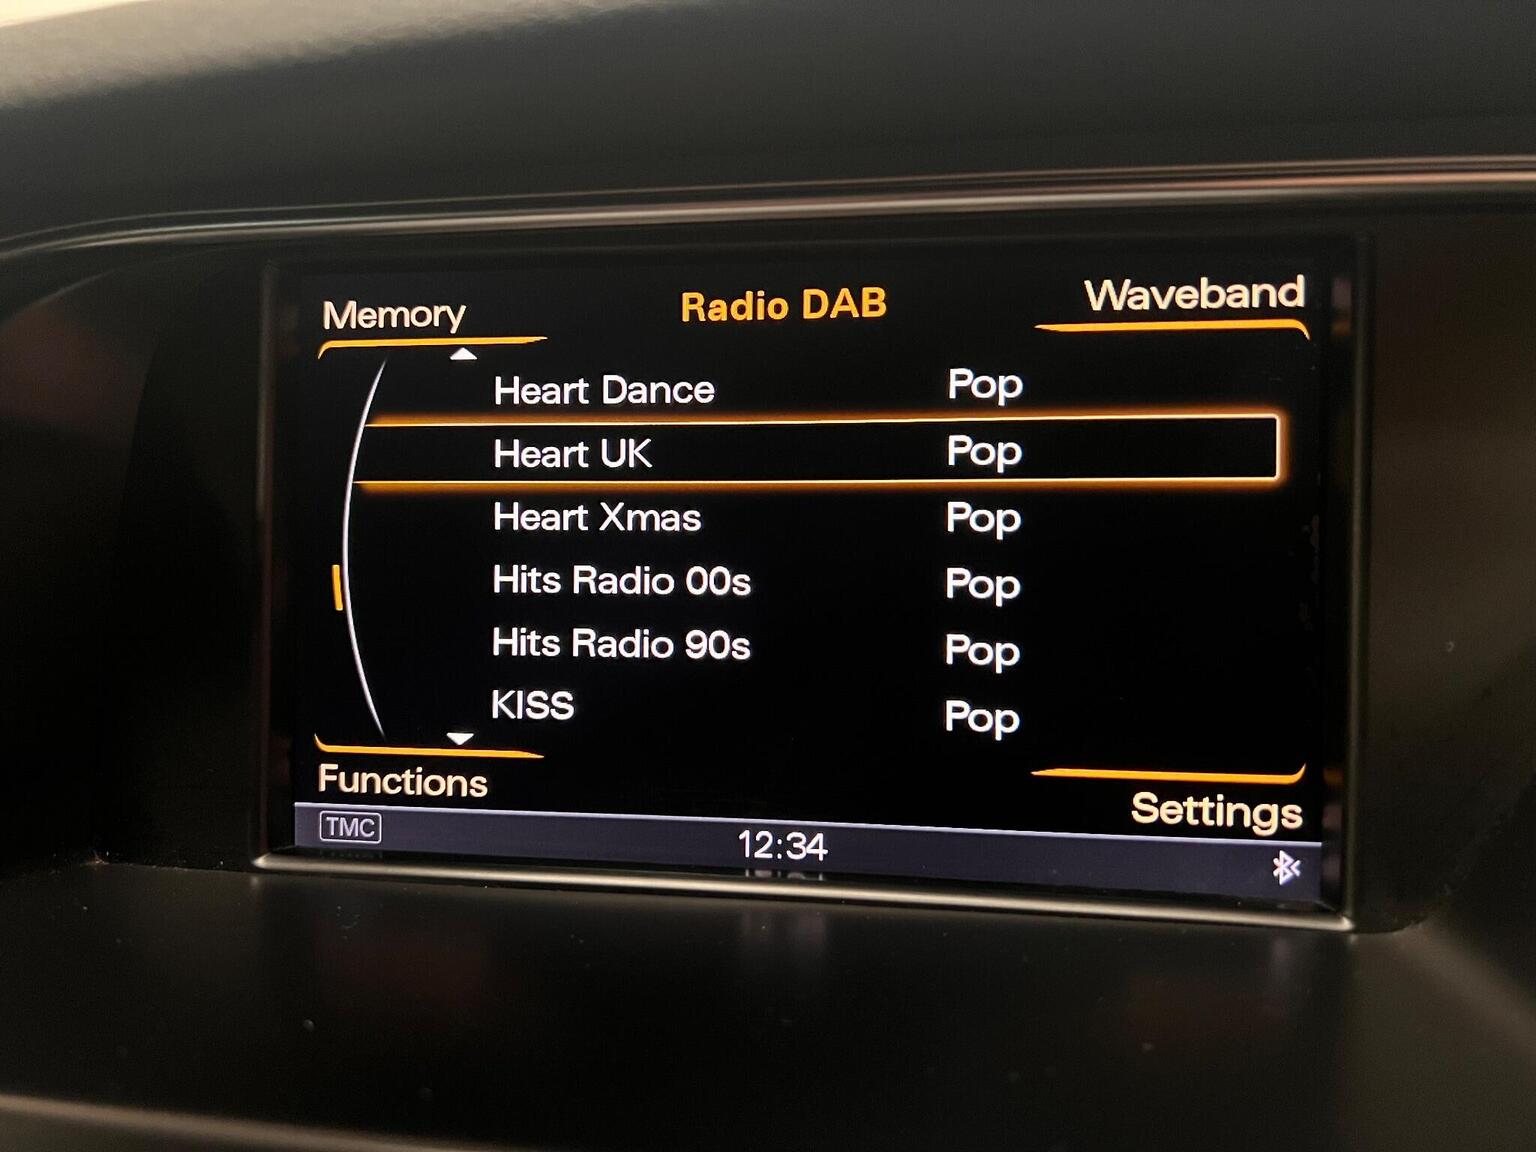 Memory Radio DAB Waveband
Heart Dance Pop
Heart UK Pop
Heart Xmas Pop
Hits Radio 00s Pop
Hits Radio 90s Pop
KISS Pop
Functions Settings
TMC 12:34